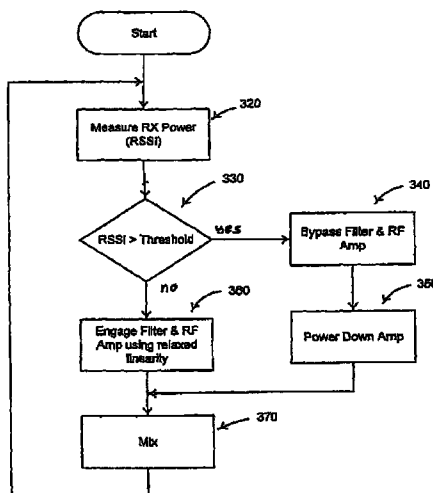 Start
Measure RX Power
(RSSI)
320
330
RSSI > Threshold
yes
no
340
Bypass Filter & RF
Amp
350
Power Down Amp
360
Engage Filter & RF
Amp using relaxed
linearity
Mix
370